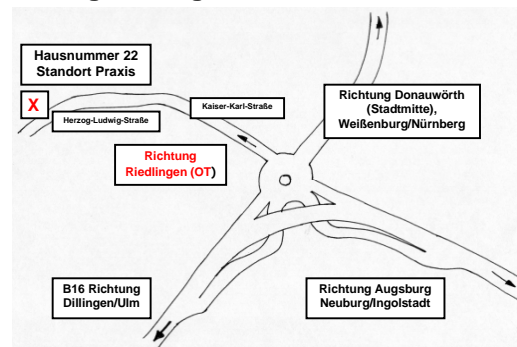 Hausnummer 22
Standort Praxis
X
Kaiser-Karl-Straße
Herzog-Ludwig-Straße
Richtung Donauwörth
(Stadtmitte),
Weißenburg/Nürnberg
Richtung
Riedlingen (OT)
B16 Richtung
Dillingen/Ulm
Richtung Augsburg
Neuburg/Ingolstadt